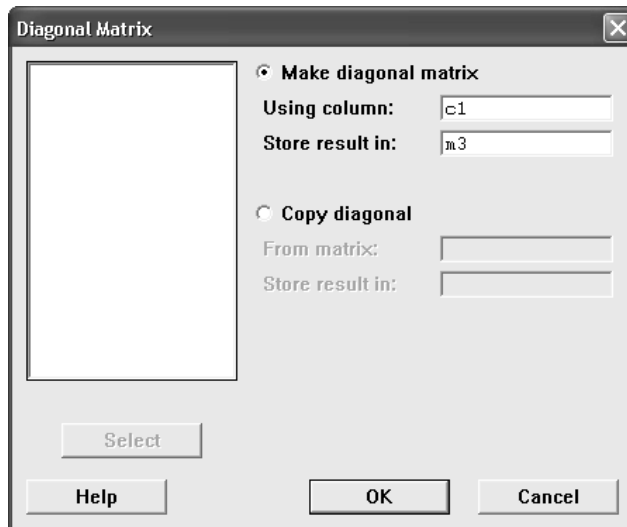 Diagonal Matrix
Make diagonal matrix
Using column: c1
Store result in: m3
Copy diagonal
From matrix:
Store result in:
Select
Help OK Cancel